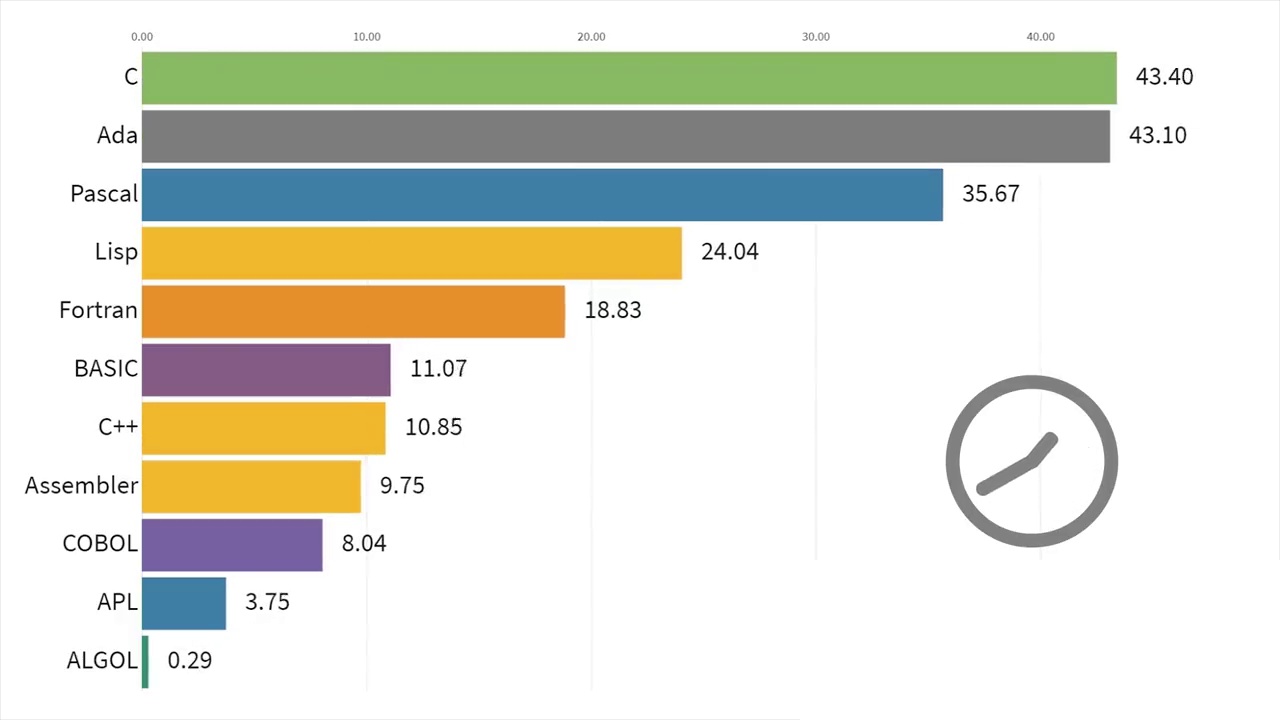 0.00 10.00 20.00 30.00 40.00
C 43.40
Ada 43.10
Pascal 35.67
Lisp 24.04
Fortran 18.83
BASIC 11.07
C++ 10.85
Assembler 9.75
COBOL 8.04
APL 3.75
ALGOL 0.29